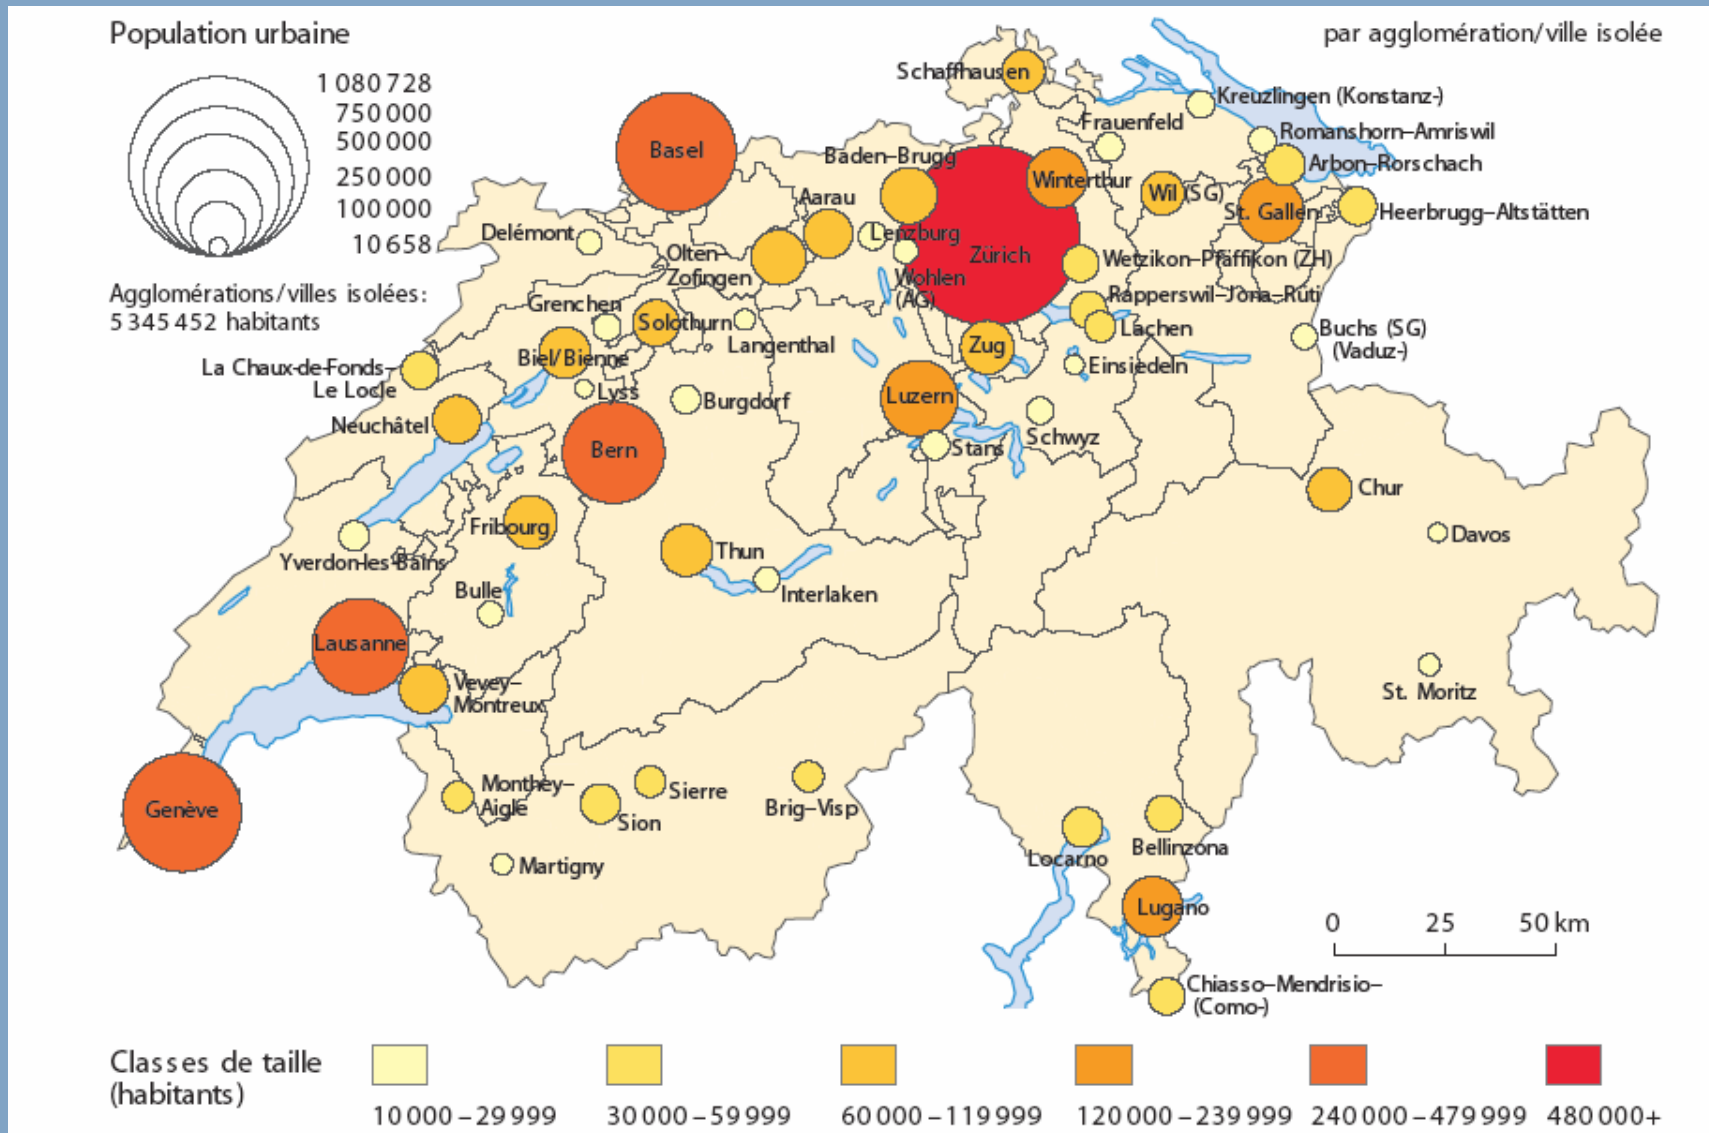 Population urbaine
par agglomération/ville isolée
1 080 728
750 000
500 000
250 000
100 000
10 658
Agglomérations/villes isolées:
5 345 452 habitants
Schaffhausen
Kreuzlingen (Konstanz-)
Frauenfeld
Romanshorn–Amriswil
Basel
Baden–Brugg
Arbon–Rorschach
Winterthur
Wil (SG)
Aarau
St. Gallen
Heerbrugg–Altstätten
Delémont
Lenzburg
Olten–
Zofingen
Zürich
Wetzikon–Pfäffikon (ZH)
Wohlen
(AG)
Grenchen
Rapperswil–Jona–Rüti
Solothurn
Lachen
Buchs (SG)
(Vaduz-)
Langenthal
Zug
Biel/Bienne
La Chaux-de-Fonds–
Le Locle
Einsiedeln
Lyss
Burgdorf
Luzern
Neuchâtel
Schwyz
Stans
Bern
Chur
Fribourg
Davos
Thun
Yverdon-les-Bains
Bulle
Interlaken
Lausanne
Vevey–
Montreux
St. Moritz
Monthey–
Aigle
Sierre
Brig–Visp
Genève
Sion
Bellinzona
Locarno
Martigny
Lugano
0 25 50 km
Chiasso–Mendrisio–
(Como-)
Classes de taille
(habitants)
10 000 – 29 999
30 000 – 59 999
60 000 – 119 999
120 000 – 239 999
240 000 – 479 999
480 000+